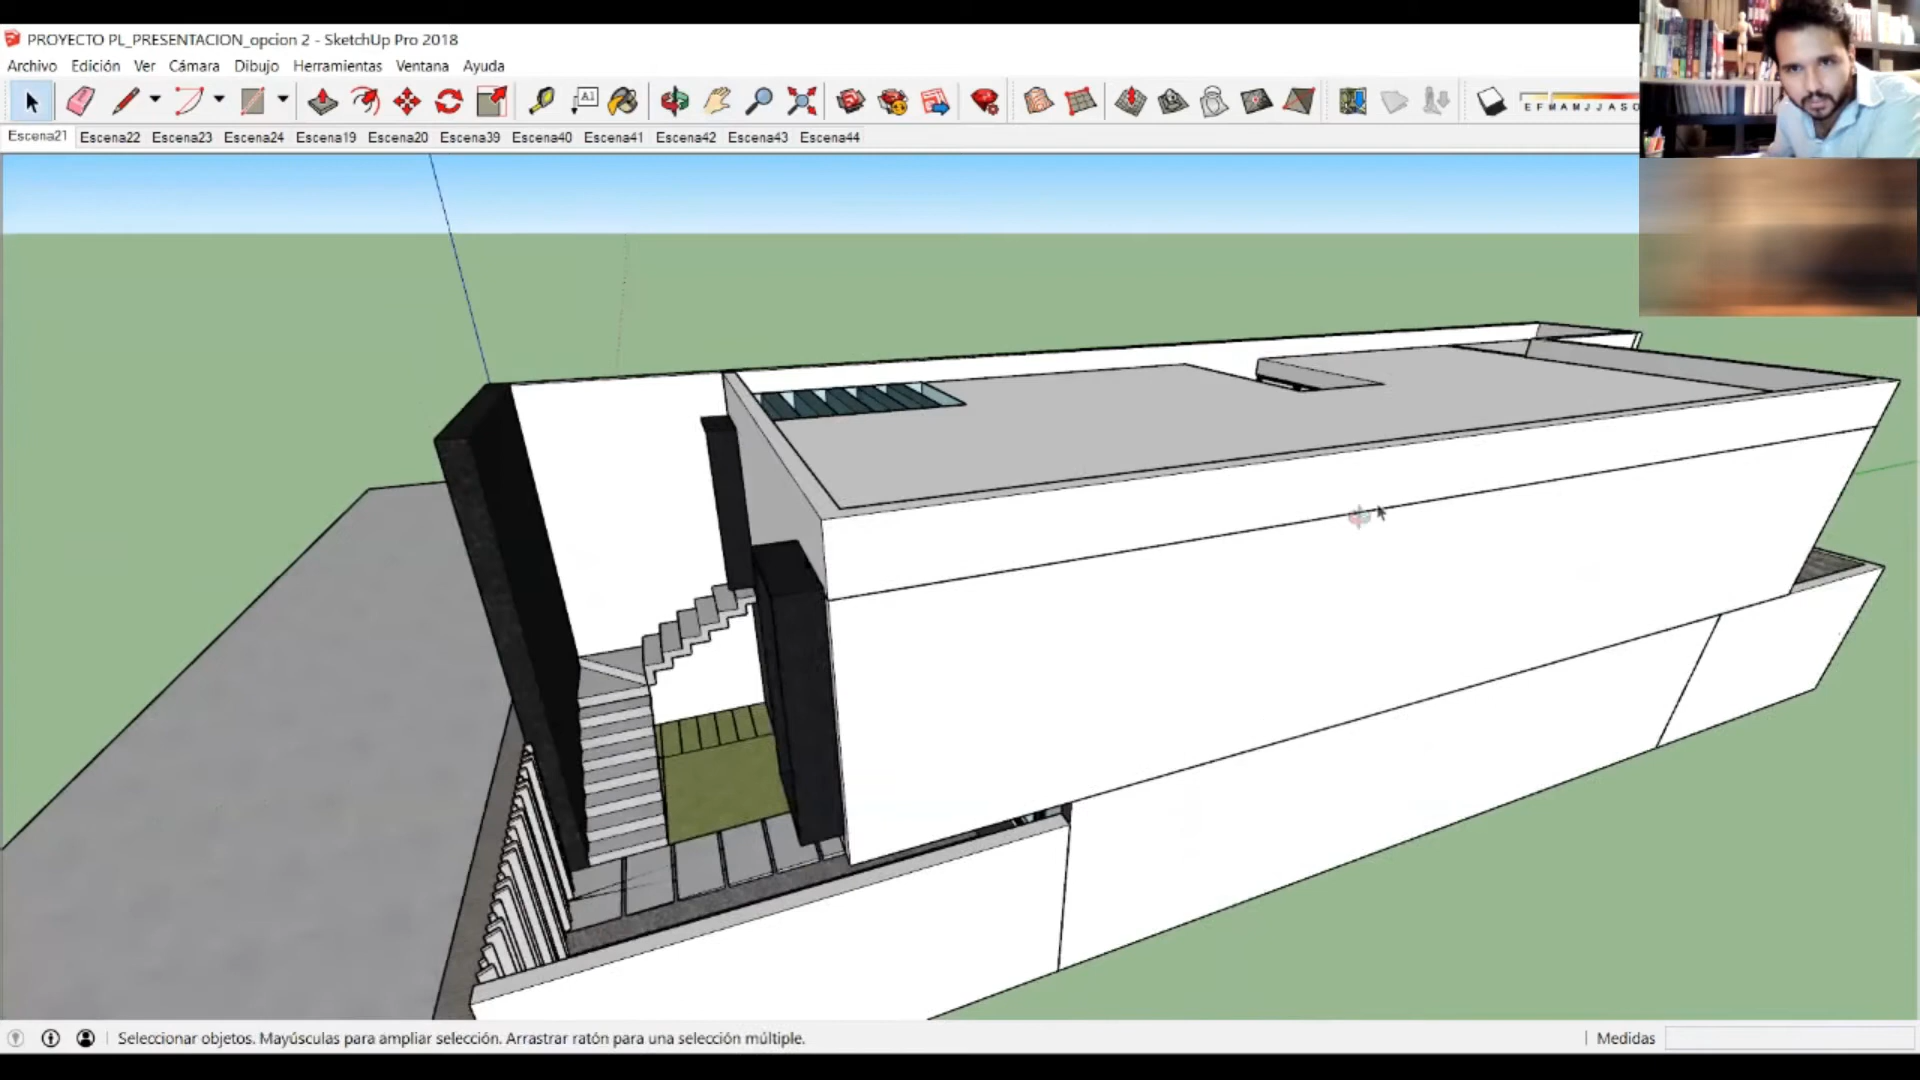 PROYECTO PL_PRESENTACION_opcion 2 - SketchUp Pro 2018
Archivo Edición Ver Cámara Dibujo Herramientas Ventana Ayuda
A1
E F M A M J J A S O
Escena21 Escena22 Escena23 Escena24 Escena19 Escena20 Escena39 Escena40 Escena41 Escena42 Escena43 Escena44
Seleccionar objetos. Mayúsculas para ampliar selección. Arrastrar ratón para una selección múltiple.
Medidas